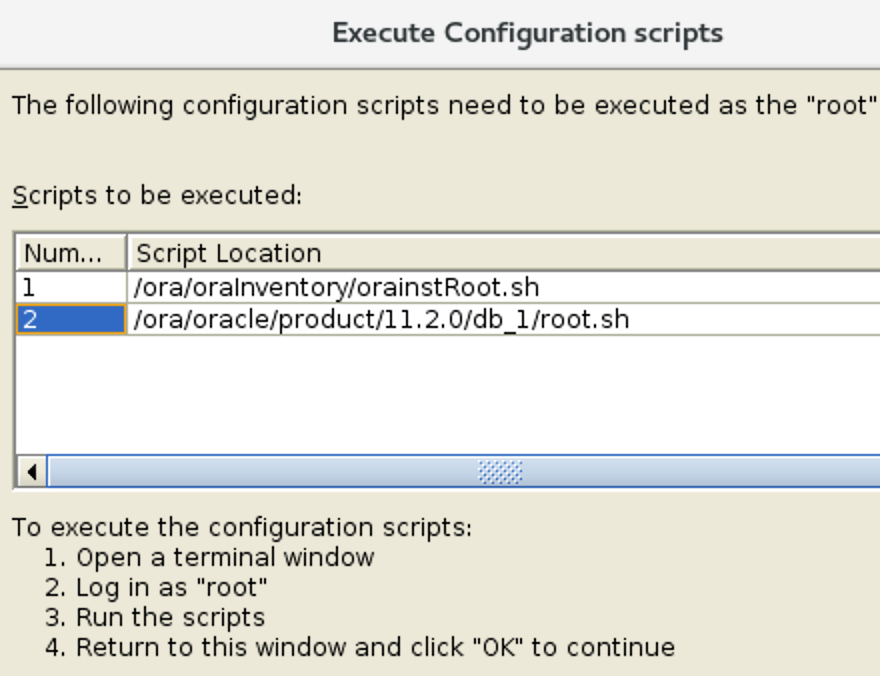 Execute Configuration scripts
The following configuration scripts need to be executed as the "root"
Scripts to be executed:
Num... Script Location
1 /ora/oraInventory/orainstRoot.sh
2 /ora/oracle/product/11.2.0/db_1/root.sh
To execute the configuration scripts:
1. Open a terminal window
2. Log in as "root"
3. Run the scripts
4. Return to this window and click "OK" to continue